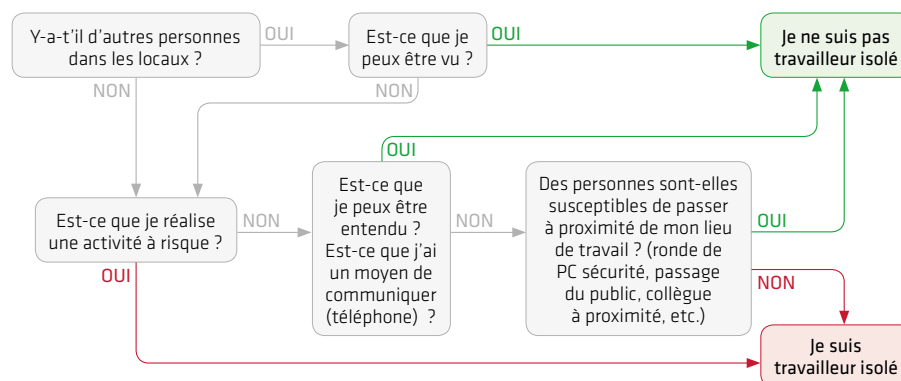 Y-a-t'il d'autres personnes
dans les locaux ?
OUI
Est-ce que je
peux être vu ?
OUI
Je ne suis pas
travailleur isolé
NON
NON
OUI
Est-ce que je réalise
une activité à risque ?
NON
OUI
Est-ce que
je peux être
entendu ?
Est-ce que j'ai
un moyen de
communiquer
(téléphone) ?
NON
Des personnes sont-elles
susceptibles de passer
à proximité de mon lieu
de travail ? (ronde de
PC sécurité, passage
du public, collègue
à proximité, etc.)
OUI
NON
Je suis
travailleur isolé